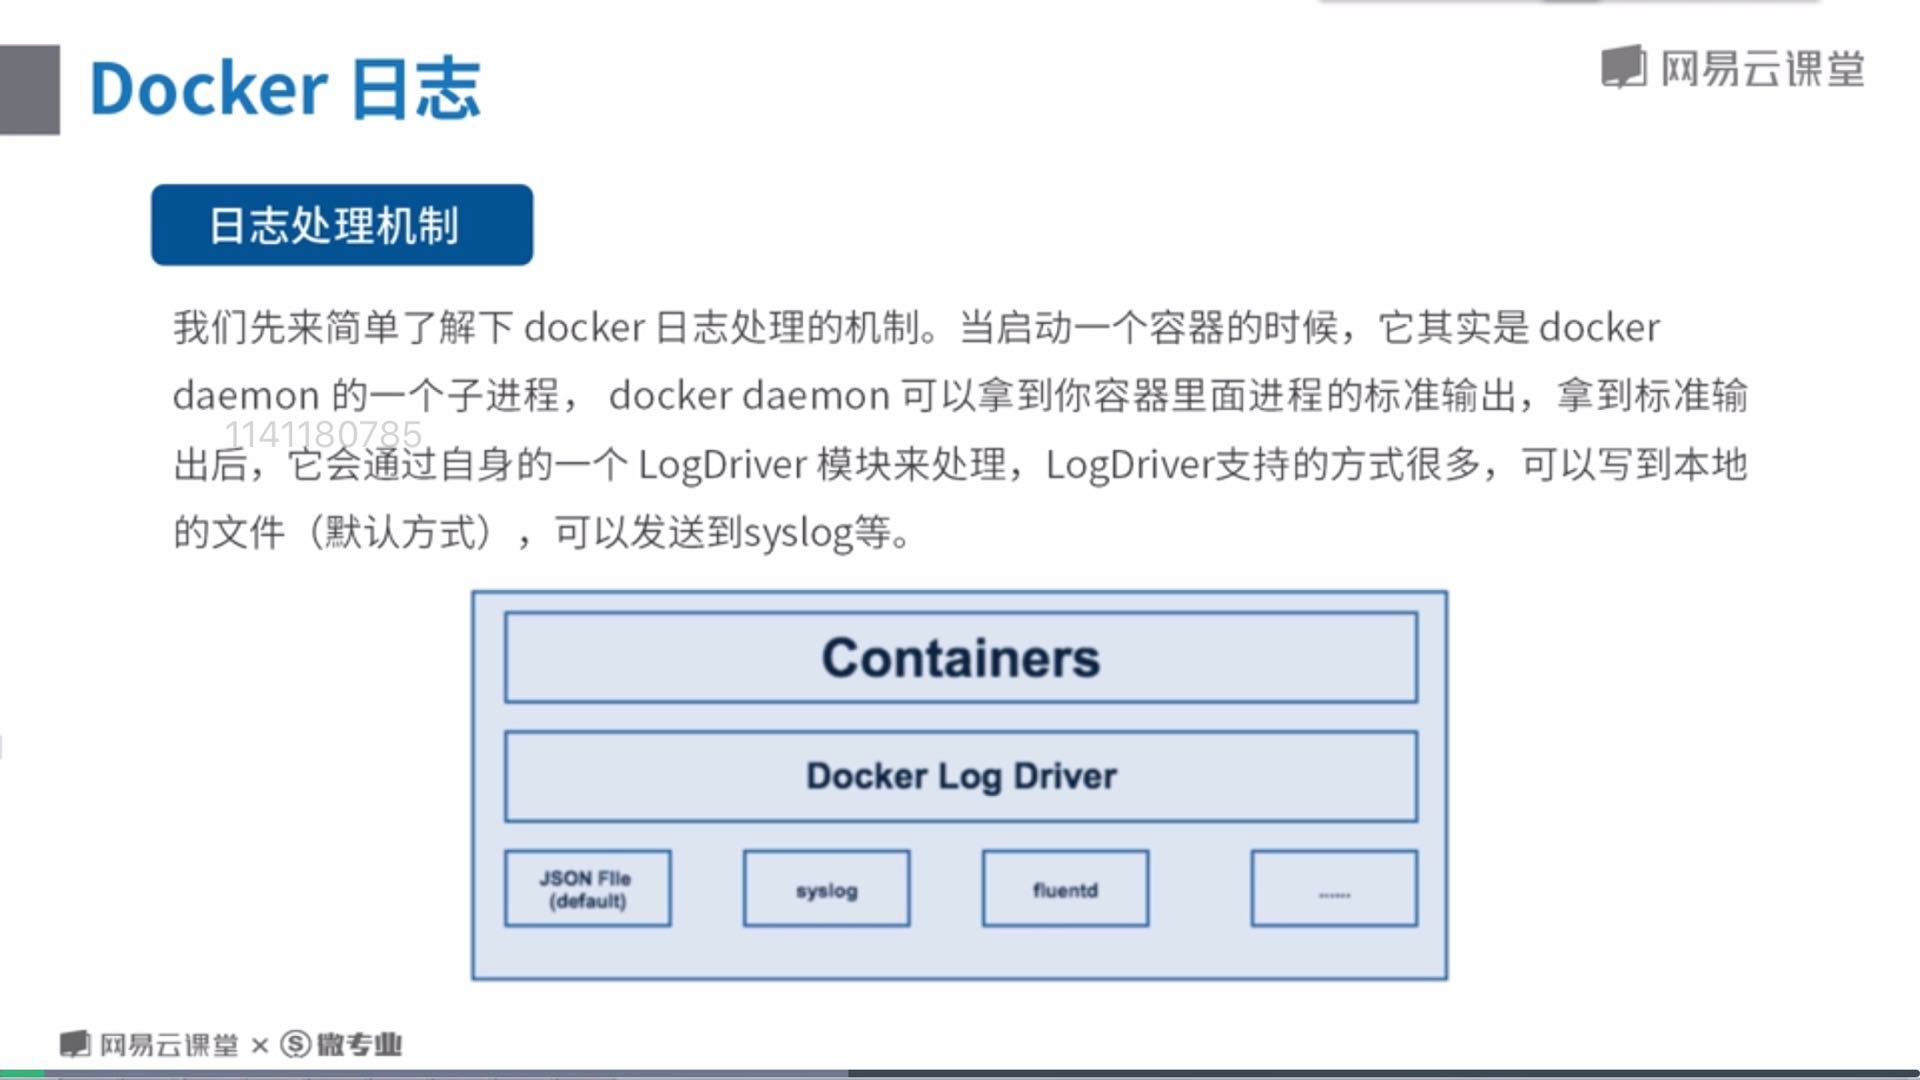 Docker 日志
网易云课堂
日志处理机制
我们先来简单了解下 docker 日志处理的机制。当启动一个容器的时候，它其实是 docker
daemon 的一个子进程， docker daemon 可以拿到你容器里面进程的标准输出，拿到标准输
1141180785
出后，它会通过自身的一个 LogDriver 模块来处理，LogDriver支持的方式很多，可以写到本地
的文件（默认方式），可以发送到syslog等。
Containers
Docker Log Driver
JSON FIle
(default)
syslog
fluentd
......
网易云课堂 × 微专业